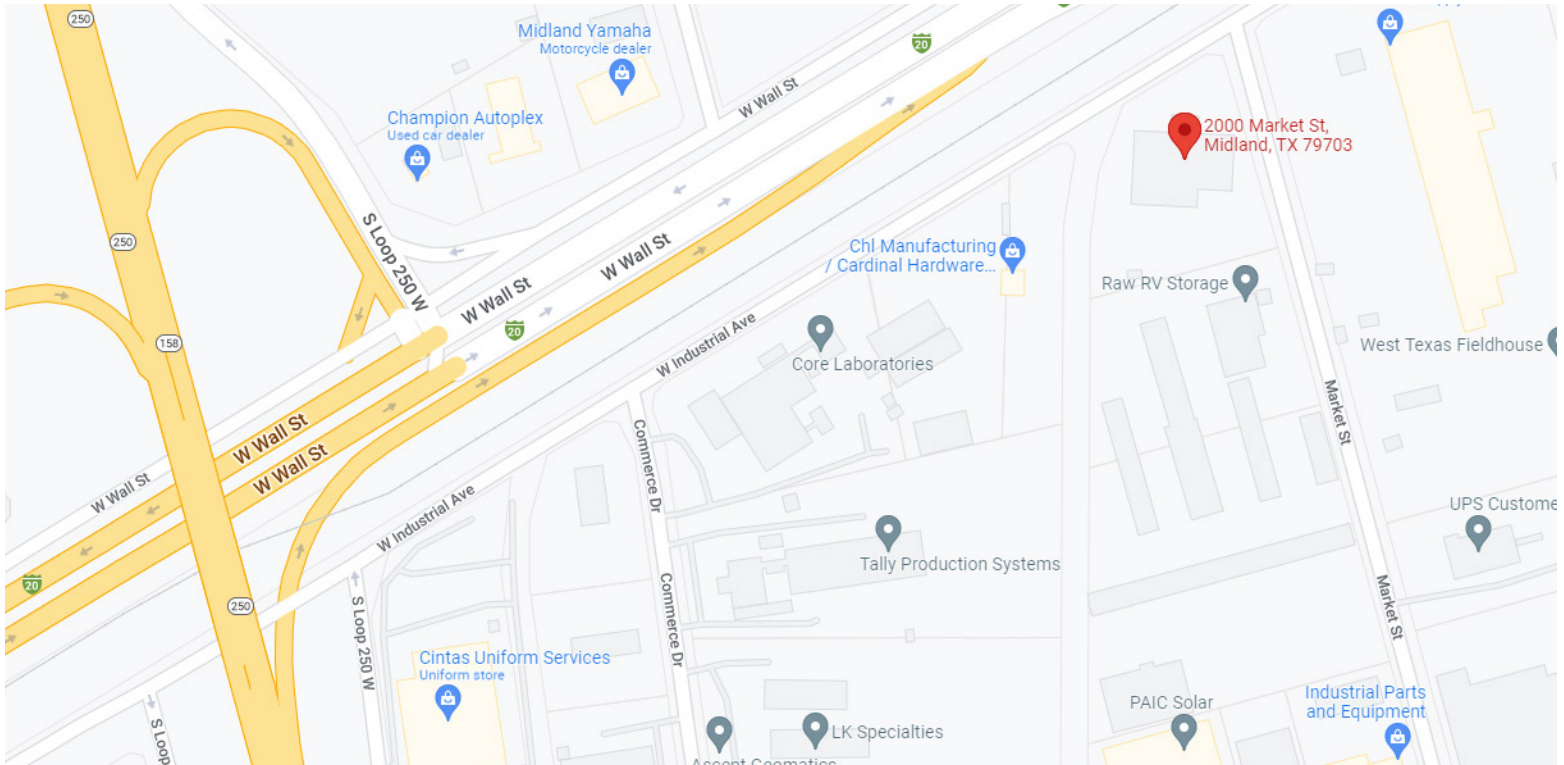 250
Midland Yamaha
Motorcycle dealer
20
W Wall St
Champion Autoplex
Used car dealer
2000 Market St,
Midland, TX 79703
S Loop 250 W
250
W Wall St
Chl Manufacturing
/ Cardinal Hardware...
Raw RV Storage
W Wall St
20
158
W Industrial Ave
Core Laboratories
West Texas Fieldhouse
Market St
W Wall St
W Wall St
Commerce Dr
W Wall St
W Industrial Ave
UPS Custome
Tally Production Systems
20
250
S Loop 250 W
Commerce Dr
Market St
Cintas Uniform Services
Uniform store
PAIC Solar
Industrial Parts
and Equipment
S Loop
LK Specialties